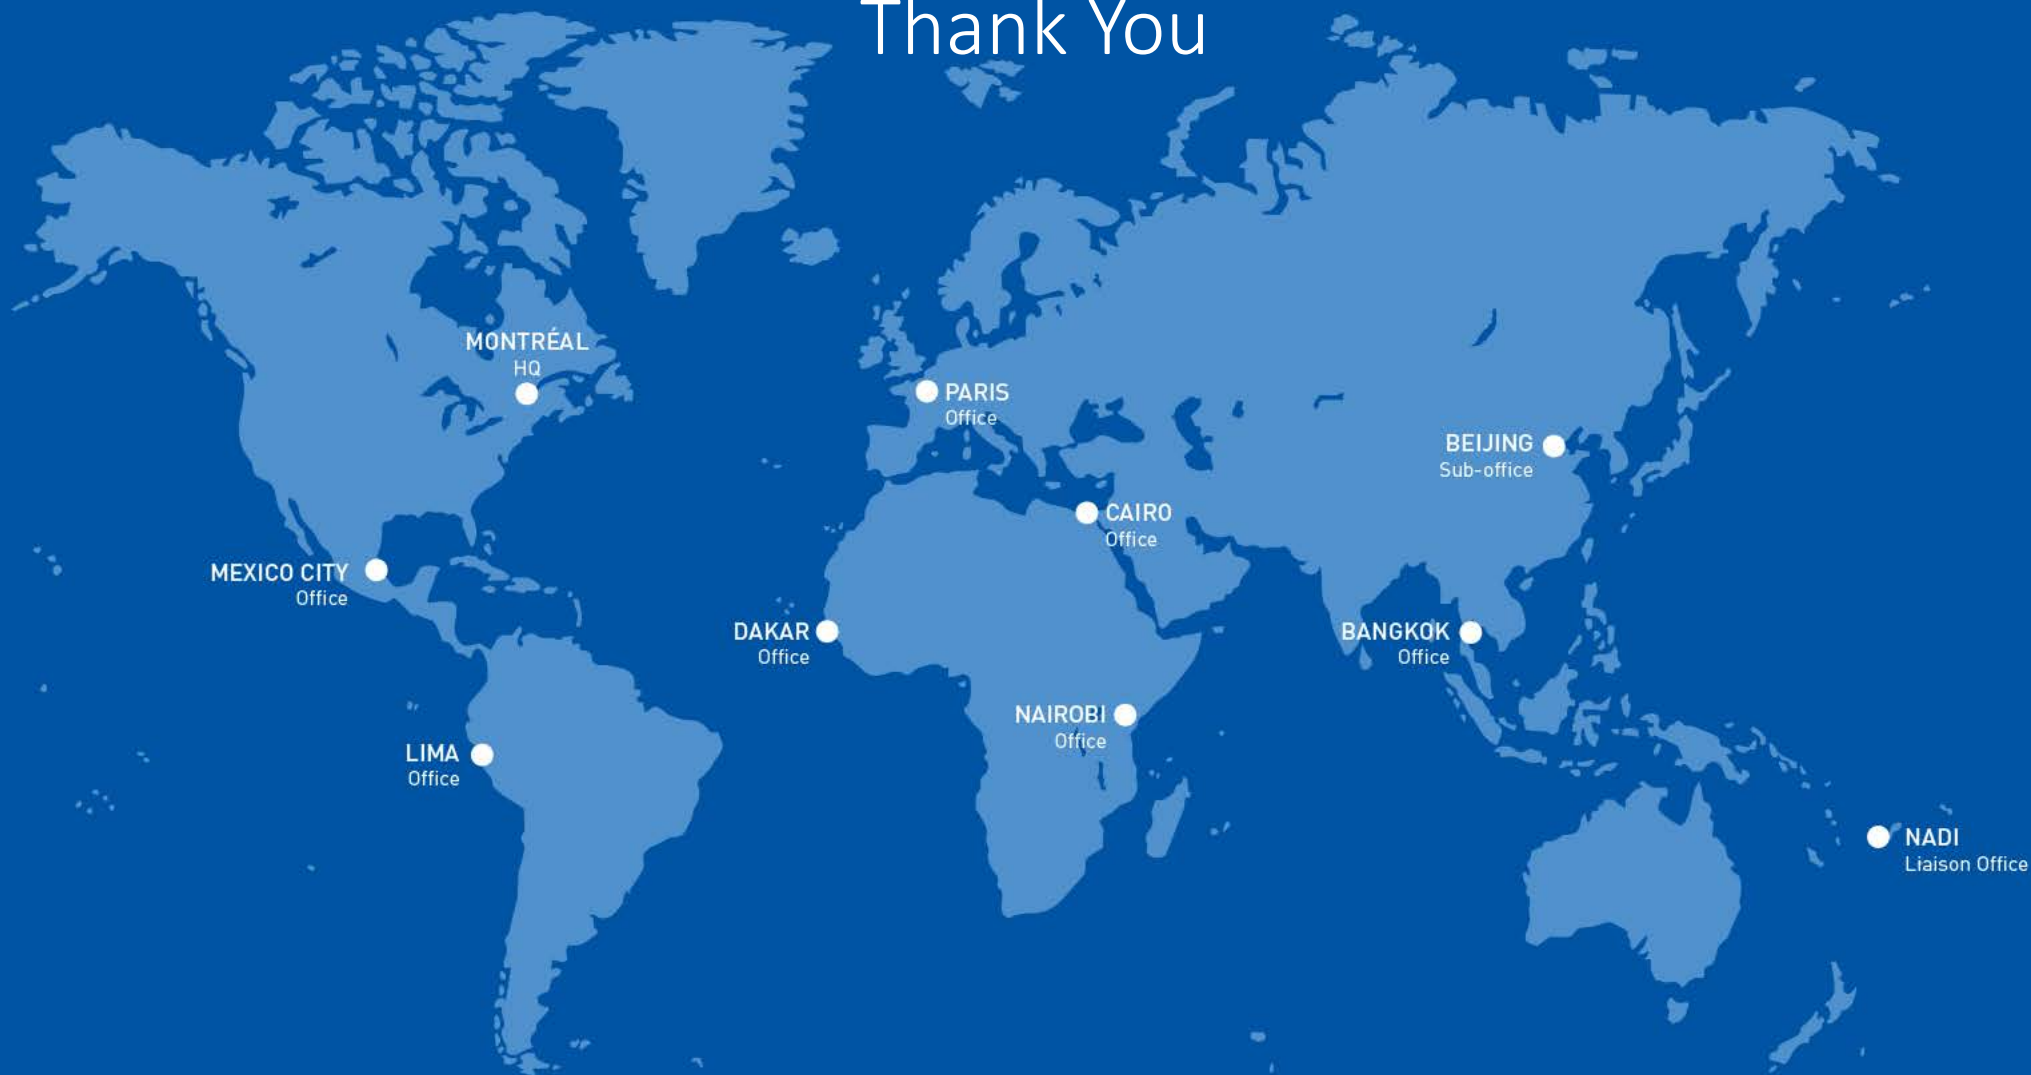 Thank You
MONTRÉAL
HQ
PARIS
Office
BEIJING
Sub-office
CAIRO
Office
MEXICO CITY
Office
DAKAR
Office
BANGKOK
Office
NAIROBI
Office
LIMA
Office
NADI
Liaison Office